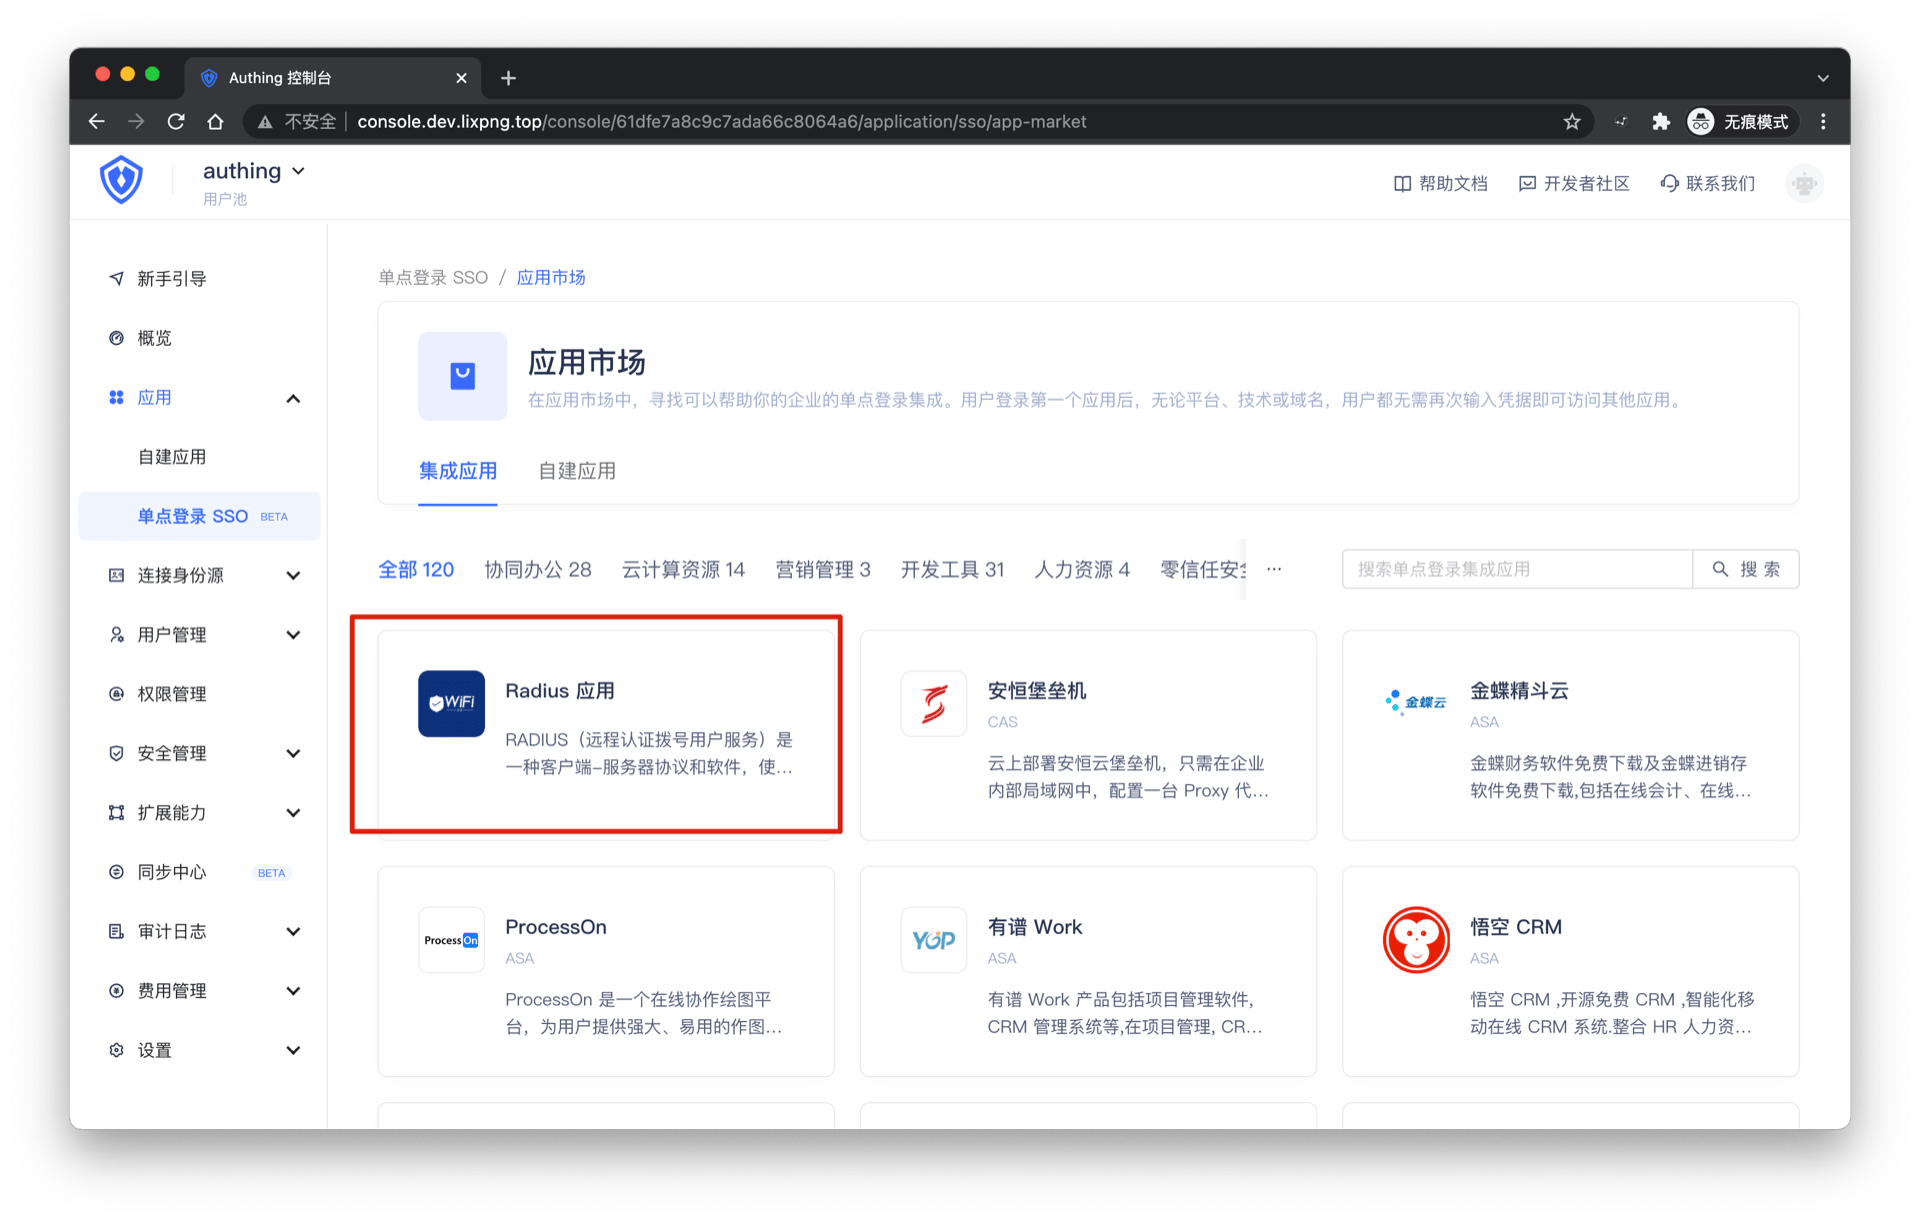 Authing 控制台
不安全
console.dev.lixpng.top/console/61dfe7a8c9c7ada66c8064a6/application/sso/app-market
无痕模式
authing
用户池
帮助文档
开发者社区
联系我们
新手引导
概览
应用
自建应用
单点登录 SSO BETA
连接身份源
用户管理
权限管理
安全管理
扩展能力
同步中心 BETA
审计日志
费用管理
设置
单点登录 SSO / 应用市场
应用市场
在应用市场中，寻找可以帮助你的企业的单点登录集成。用户登录第一个应用后，无论平台、技术或域名，用户都无需再次输入凭据即可访问其他应用。
集成应用 自建应用
全部 120 协同办公 28 云计算资源 14 营销管理 3 开发工具 31 人力资源 4 零信任安全 ···
搜索单点登录集成应用
搜 索
WiFi
Radius 应用
RADIUS（远程认证拨号用户服务）是
一种客户端–服务器协议和软件，使...
安恒堡垒机
CAS
云上部署安恒云堡垒机，只需在企业
内部局域网中，配置一台 Proxy 代...
金蝶云
金蝶精斗云
ASA
金蝶财务软件免费下载及金蝶进销存
软件免费下载,包括在线会计、在线...
ProcessOn
ProcessOn
ASA
ProcessOn 是一个在线协作绘图平
台，为用户提供强大、易用的作图...
YOP
有谱 Work
ASA
有谱 Work 产品包括项目管理软件,
CRM 管理系统等,在项目管理, CR...
悟空 CRM
ASA
悟空 CRM ,开源免费 CRM ,智能化移
动在线 CRM 系统.整合 HR 人力资...